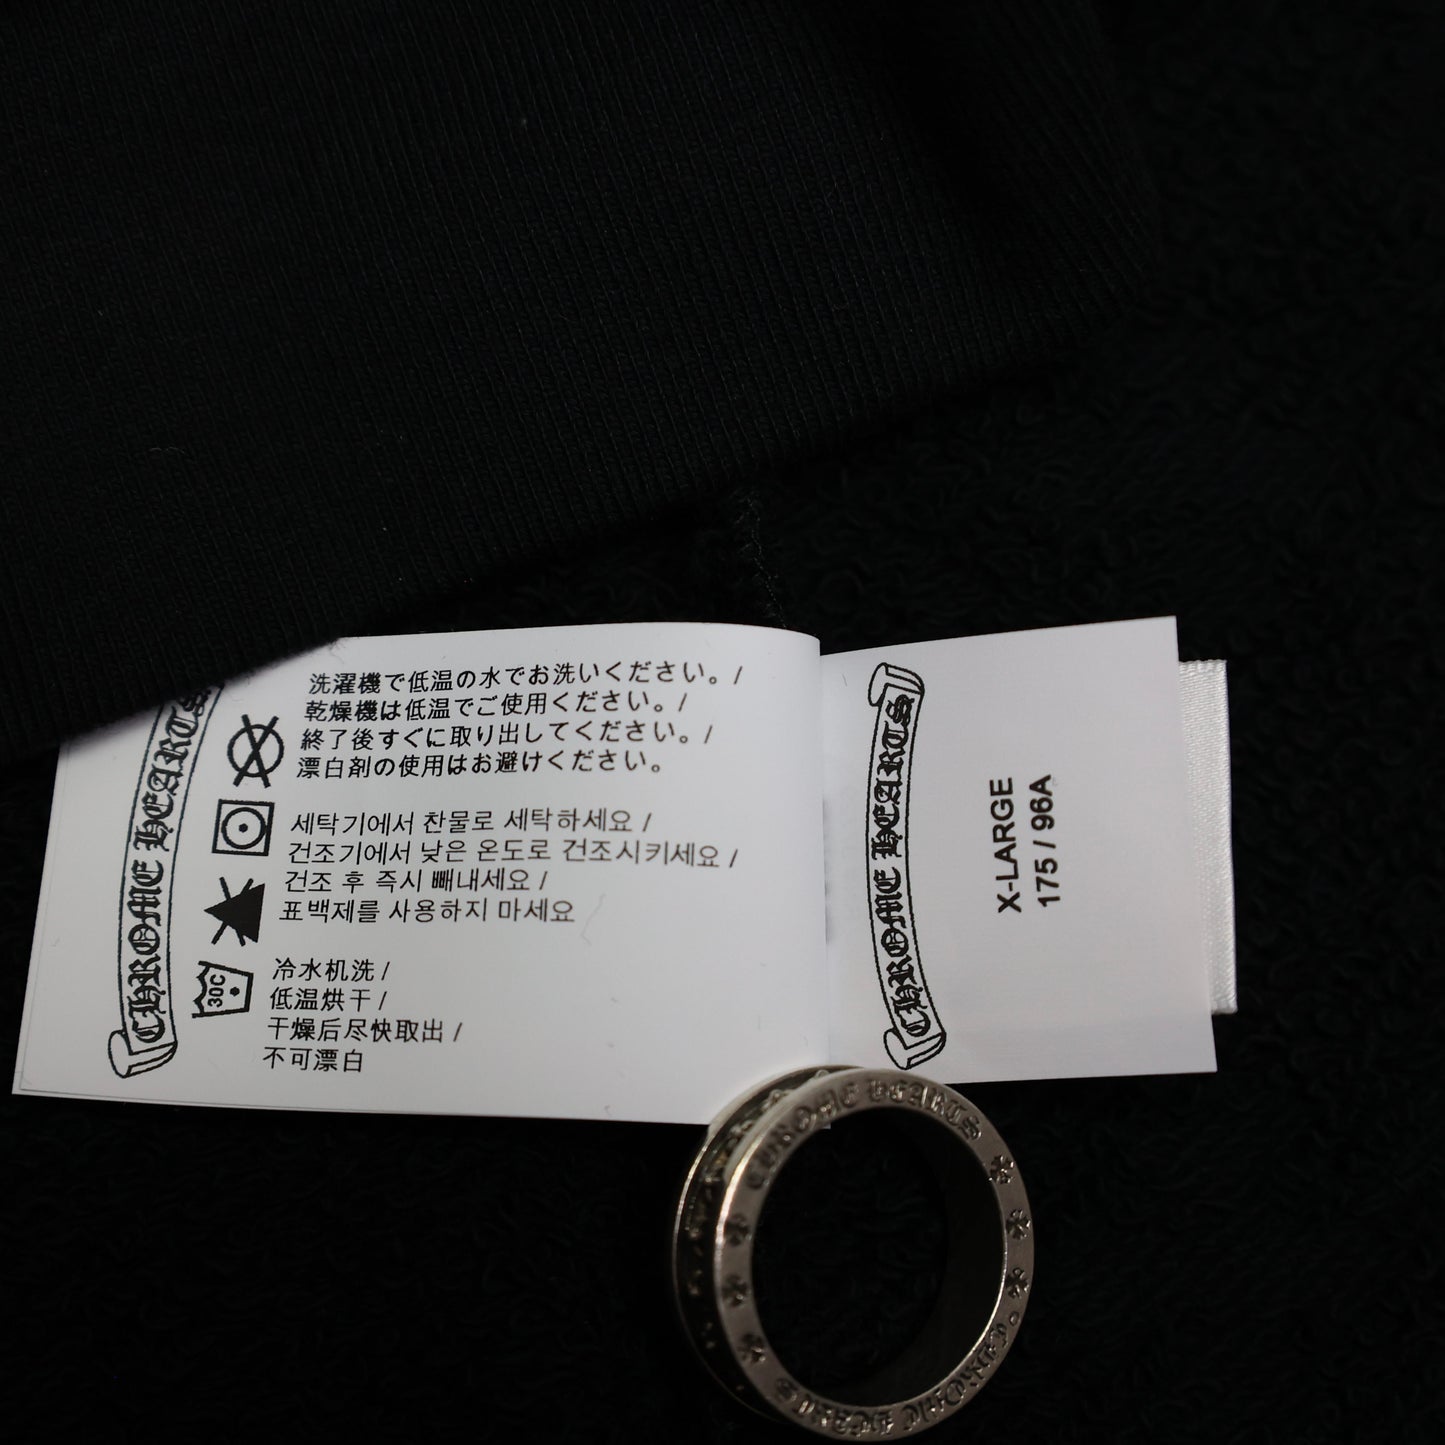 CHROME HEARTS
洗濯機で低温の水でお洗いください。/
乾燥機は低温でご使用ください。/
終了後すぐに取り出してください。/
漂白剤の使用はお避けください。
세탁기에서 찬물로 세탁하세요 /
건조기에서 낮은 온도로 건조시키세요 /
건조 후 즉시 빼내세요 /
표백제를 사용하지 마세요
30C
冷水机洗 /
低温烘干 /
干燥后尽快取出 /
不可漂白
CHROME HEARTS
X-LARGE
175 / 96A
CHROME HEARTS
CHROME HEARTS